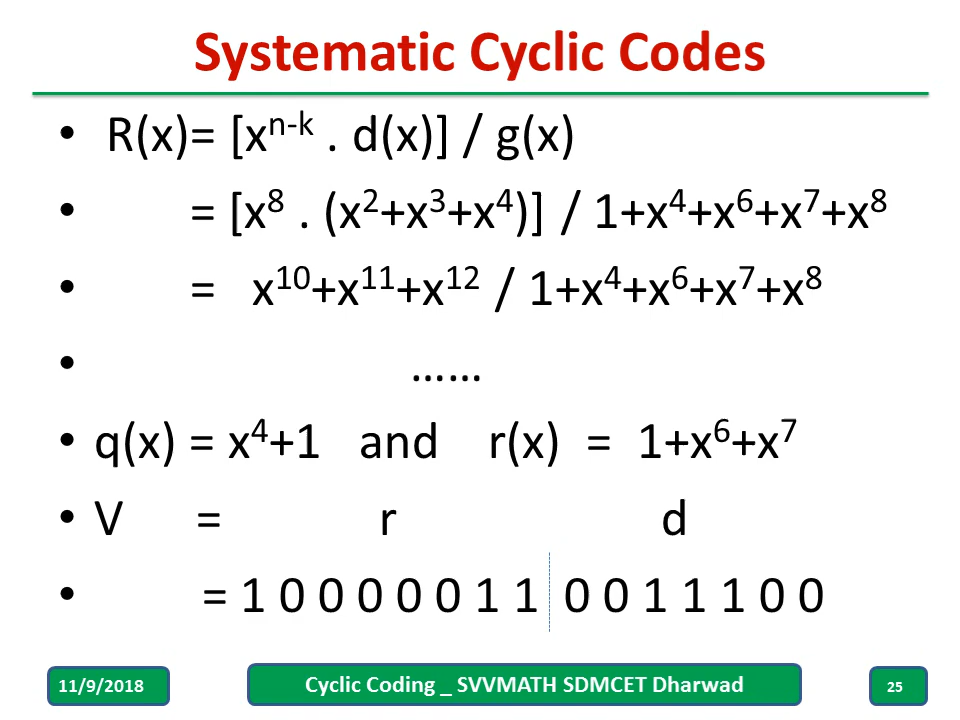 Systematic Cyclic Codes
• R(x)= [xⁿ⁻ᵏ . d(x)] / g(x)
• = [x⁸ . (x²+x³+x⁴)] / 1+x⁴+x⁶+x⁷+x⁸
• = x¹⁰+x¹¹+x¹² / 1+x⁴+x⁶+x⁷+x⁸
• ……
• q(x) = x⁴+1 and r(x) = 1+x⁶+x⁷
• V = r d
• = 1 0 0 0 0 0 1 1 0 0 1 1 1 0 0
11/9/2018
Cyclic Coding _ SVVMATH SDMCET Dharwad
25